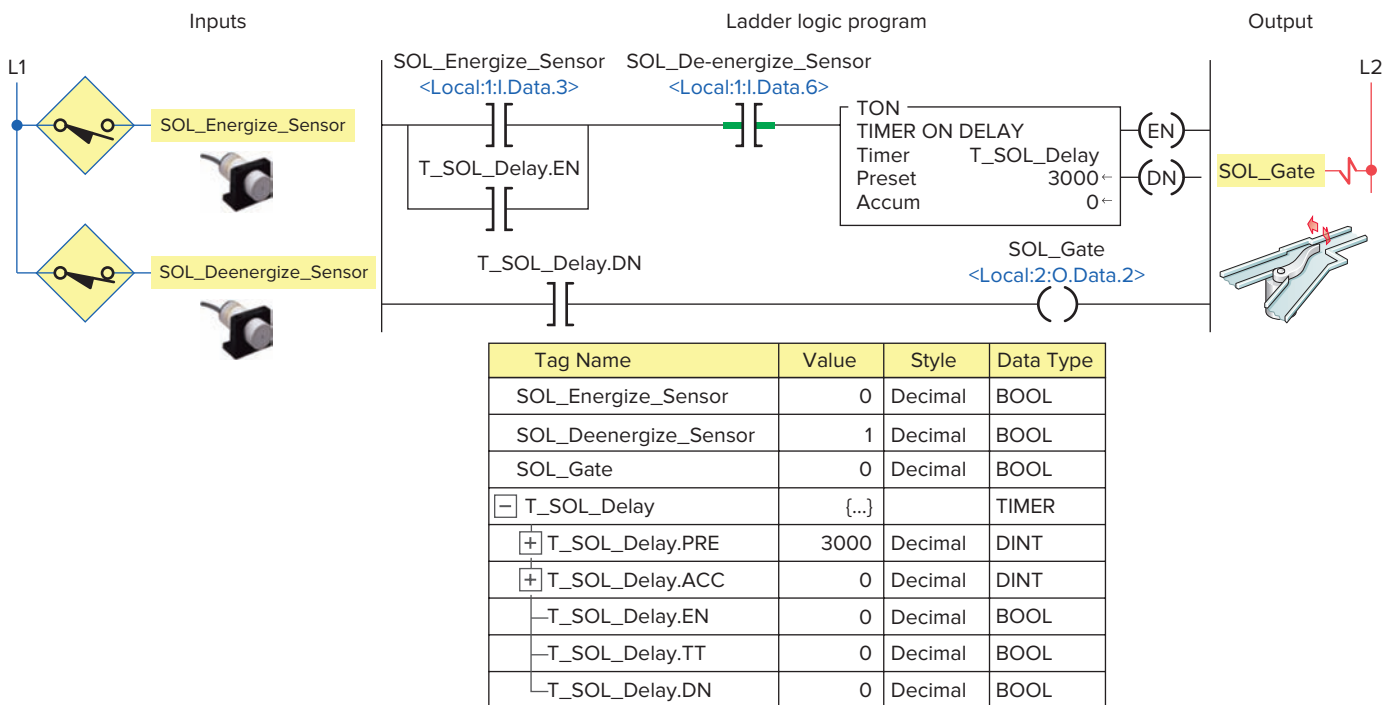 Inputs
Ladder logic program
Output
L1
L2
SOL_Energize_Sensor
SOL_Deenergize_Sensor
SOL_Energize_Sensor
<Local:1:I.Data.3>
SOL_De-energize_Sensor
<Local:1:I.Data.6>
T_SOL_Delay.EN
TON
TIMER ON DELAY
Timer T_SOL_Delay
Preset 3000←
Accum 0←
EN
DN
T_SOL_Delay.DN
SOL_Gate
<Local:2:O.Data.2>
SOL_Gate
Tag Name Value Style Data Type
SOL_Energize_Sensor 0 Decimal BOOL
SOL_Deenergize_Sensor 1 Decimal BOOL
SOL_Gate 0 Decimal BOOL
T_SOL_Delay {...} TIMER
T_SOL_Delay.PRE 3000 Decimal DINT
T_SOL_Delay.ACC 0 Decimal DINT
T_SOL_Delay.EN 0 Decimal BOOL
T_SOL_Delay.TT 0 Decimal BOOL
T_SOL_Delay.DN 0 Decimal BOOL